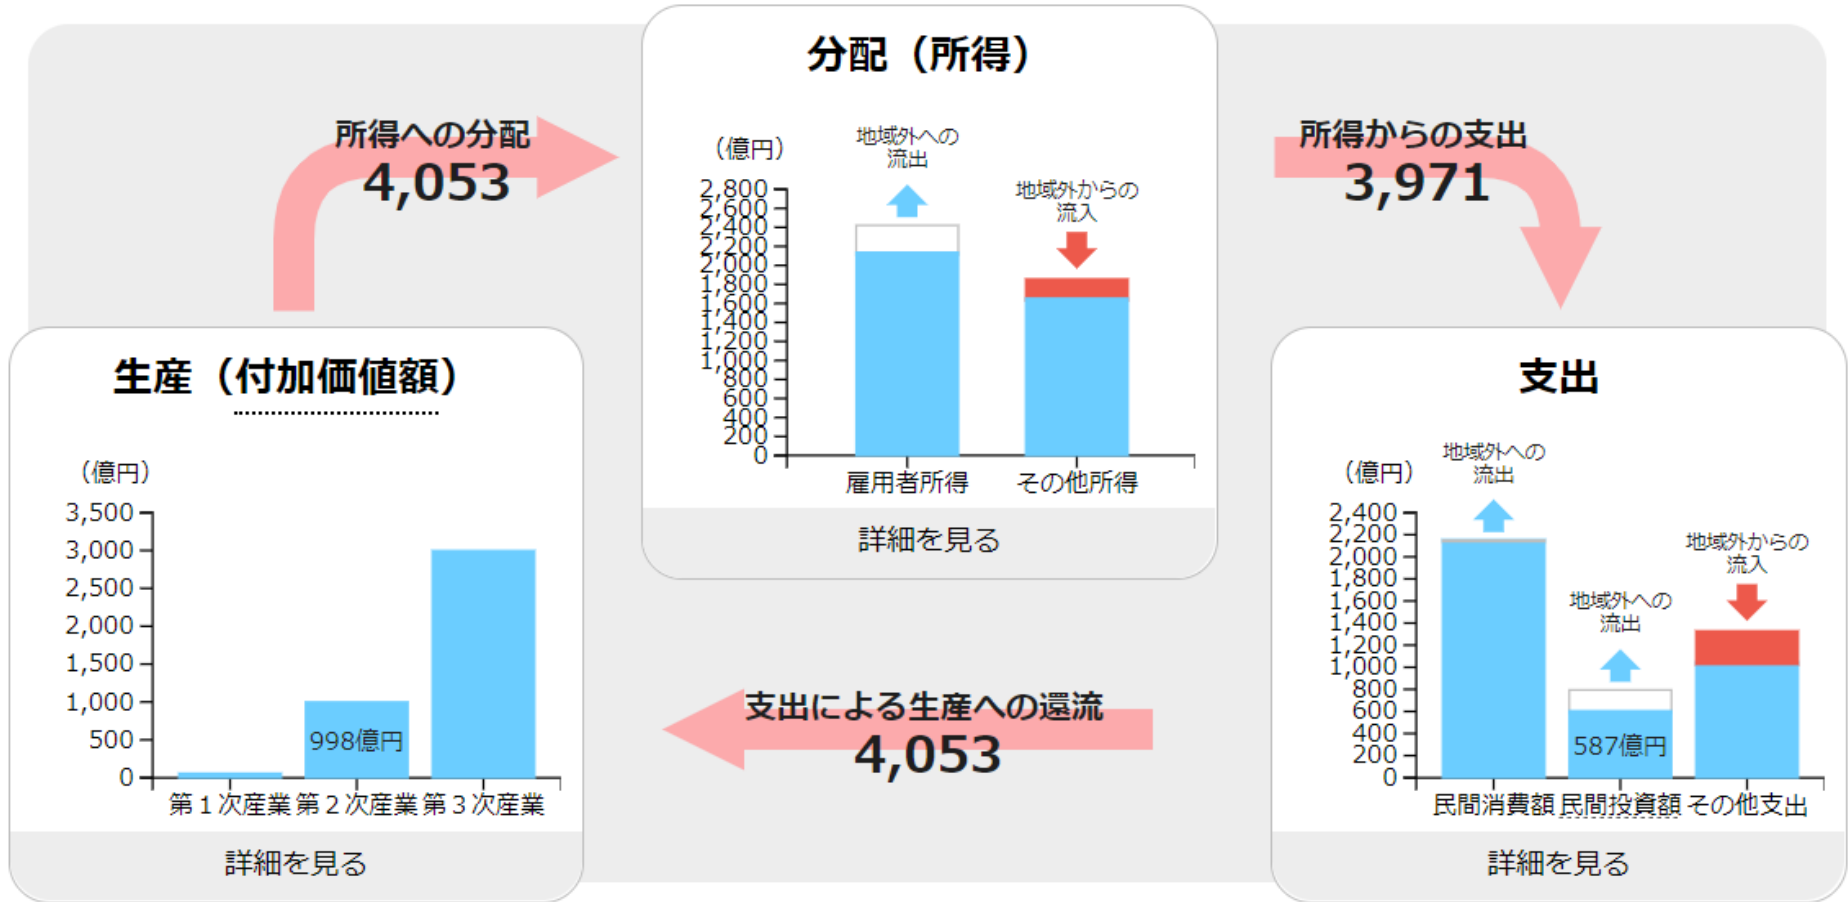 分配（所得）
所得への分配
4,053
（億円）
地域外への
流出
地域外からの
流入
2,800
2,600
2,400
2,200
2,000
1,800
1,600
1,400
1,200
1,000
1,800
600
400
200
0
雇用者所得
その他所得
詳細を見る
所得からの支出
3,971
生産（付加価値額）
（億円）
3,500
3,000
2,500
2,000
1,500
1,000
500
0
998億円
第１次産業
第２次産業
第３次産業
詳細を見る
支出による生産への還流
4,053
支出
（億円）
地域外への
流出
地域外への
流出
地域外からの
流入
2,400
2,200
2,000
1,800
1,600
1,400
1,200
1,000
800
600
400
200
0
587億円
民間消費額
民間投資額
その他支出
詳細を見る